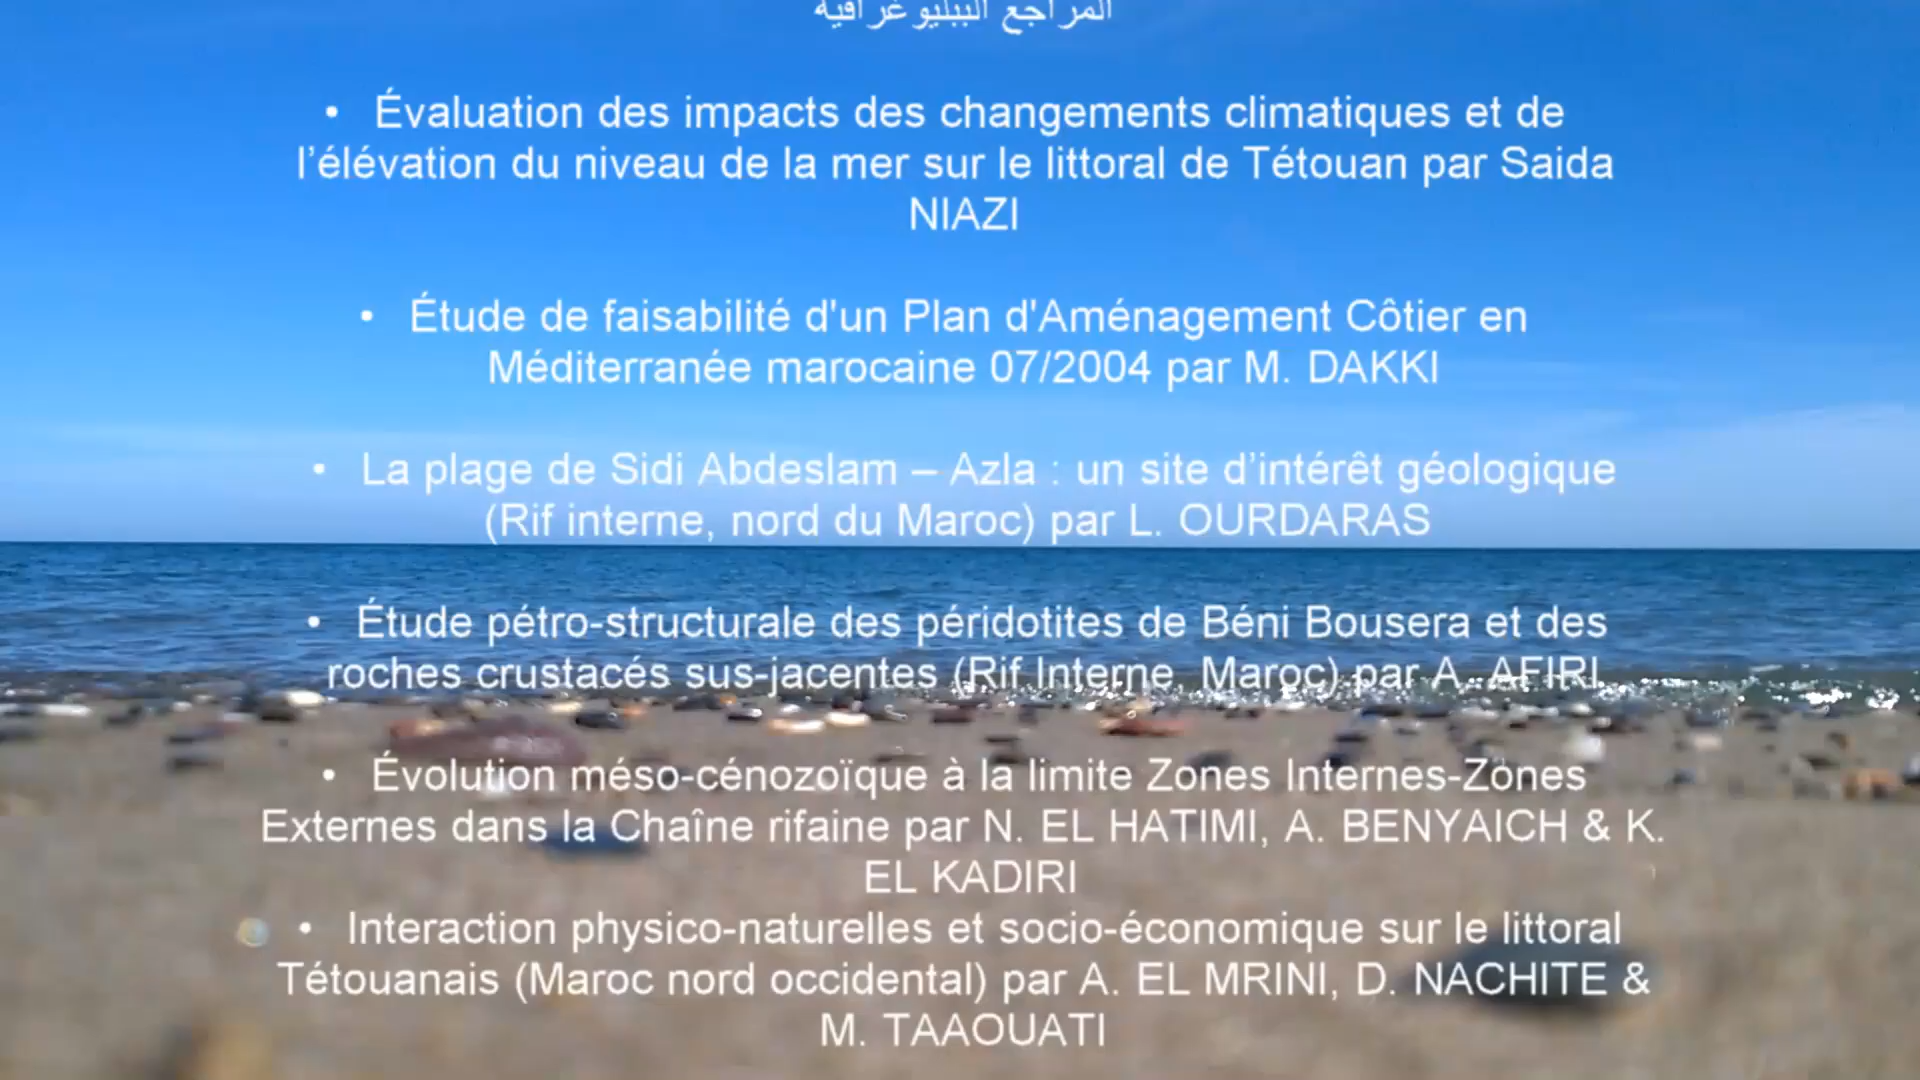 المراجع الببليوغرافية
• Évaluation des impacts des changements climatiques et de
l’élévation du niveau de la mer sur le littoral de Tétouan par Saida
NIAZI
• Étude de faisabilité d'un Plan d'Aménagement Côtier en
Méditerranée marocaine 07/2004 par M. DAKKI
• La plage de Sidi Abdeslam – Azla : un site d’intérêt géologique
(Rif interne, nord du Maroc) par L. OURDARAS
• Étude pétro-structurale des péridotites de Béni Bousera et des
roches crustacés sus-jacentes (Rif Interne, Maroc) par A. AFIRI.
• Évolution méso-cénozoïque à la limite Zones Internes-Zones
Externes dans la Chaîne rifaine par N. EL HATIMI, A. BENYAICH & K.
EL KADIRI
• Interaction physico-naturelles et socio-économique sur le littoral
Tétouanais (Maroc nord occidental) par A. EL MRINI, D. NACHITE &
M. TAAOUATI